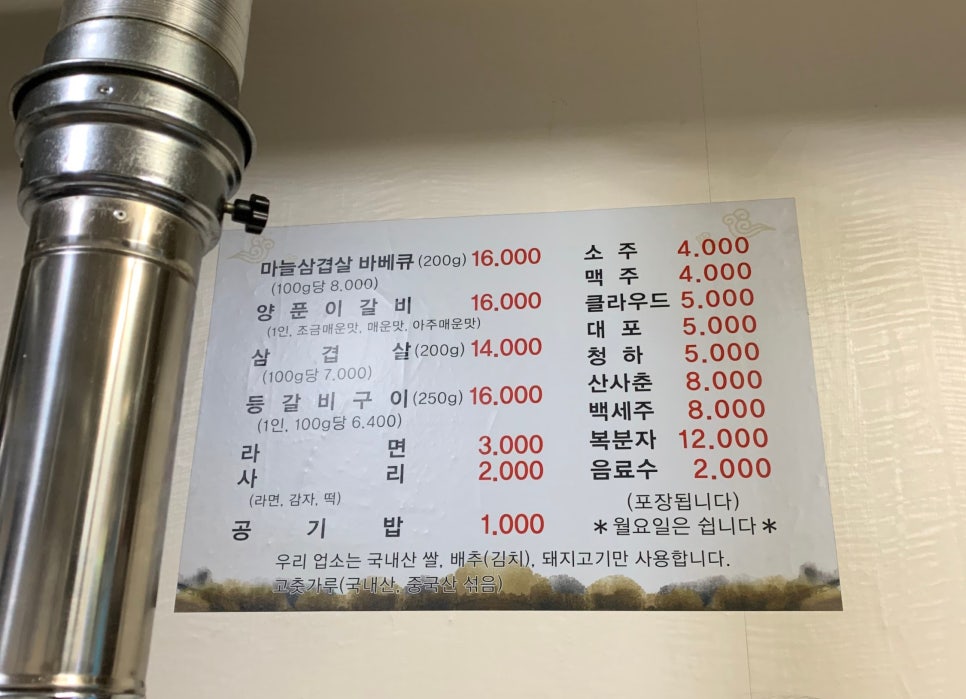 마늘삼겹살 바베큐 (200g) 16.000
(100g당 8.000)
양 푼 이 갈 비 16.000
(1인, 조금매운맛, 매운맛, 아주매운맛)
삼 겹 살 (200g) 14.000
(100g당 7.000)
등 갈 비 구 이 (250g) 16.000
(1인, 100g당 6.400)
라 면 3.000
사 리 2.000
(라면, 감자, 떡)
공 기 밥 1.000
소 주 4.000
맥 주 4.000
클라우드 5.000
대 포 5.000
청 하 5.000
산사춘 8.000
백세주 8.000
복분자 12.000
음료수 2.000
(포장됩니다)
*월요일은 쉽니다*
우리 업소는 국내산 쌀, 배추(김치), 돼지고기만 사용합니다.
고춧가루(국내산, 중국산 섞음)